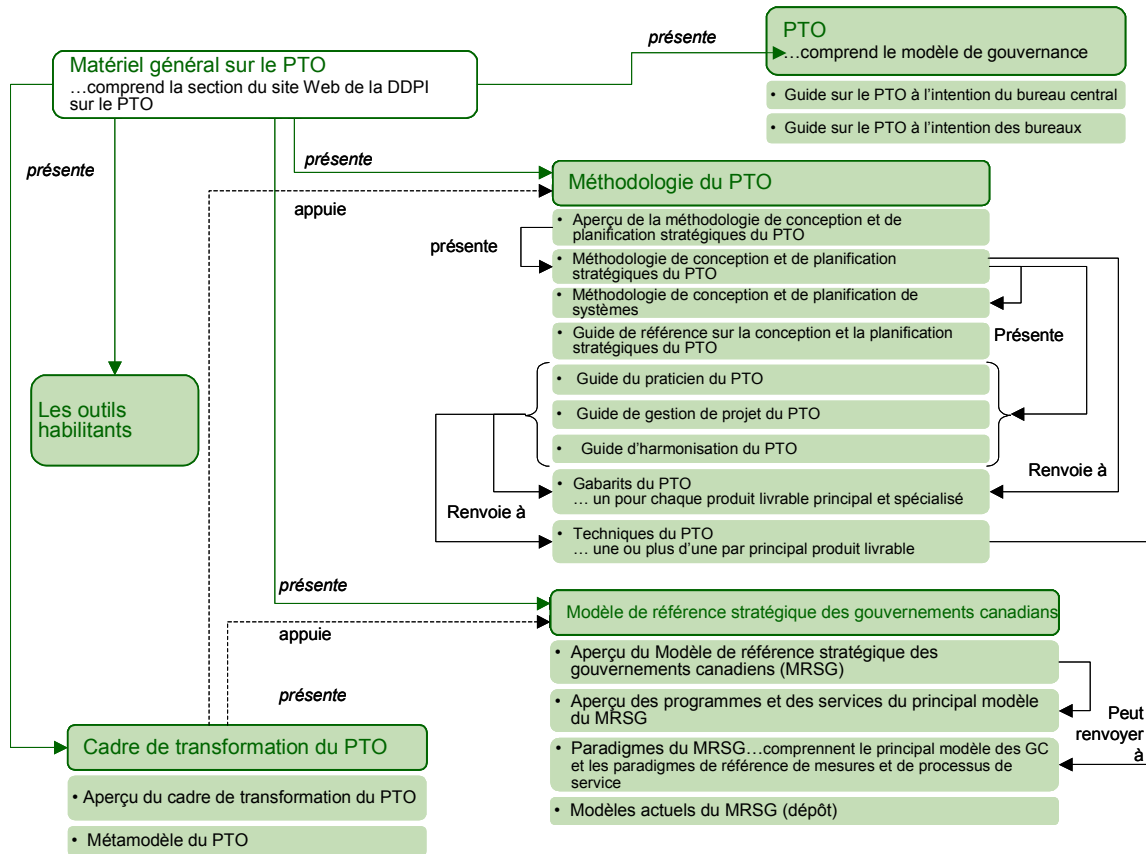 PTO
…comprend le modèle de gouvernance
• Guide sur le PTO à l'intention du bureau central
• Guide sur le PTO à l'intention des bureaux
présente
Matériel général sur le PTO
…comprend la section du site Web de la DDPI
sur le PTO
présente
présente
appuie
Méthodologie du PTO
• Aperçu de la méthodologie de conception et de
planification stratégiques du PTO
présente
• Méthodologie de conception et de planification
stratégiques du PTO
• Méthodologie de conception et de planification de
systèmes
• Guide de référence sur la conception et la planification
stratégiques du PTO
Présente
• Guide du praticien du PTO
• Guide de gestion de projet du PTO
• Guide d'harmonisation du PTO
Les outils
habilitants
• Gabarits du PTO
… un pour chaque produit livrable principal et spécialisé
Renvoie à
Renvoie à
• Techniques du PTO
… une ou plus d'une par principal produit livrable
présente
appuie
Modèle de référence stratégique des gouvernements canadians
• Aperçu du Modèle de référence stratégique des
gouvernements canadiens (MRSG)
présente
• Aperçu des programmes et des services du principal modèle
du MRSG
Peut
renvoyer
à
• Paradigmes du MRSG…comprennent le principal modèle des GC
et les paradigmes de référence de mesures et de processus de
service
• Modèles actuels du MRSG (dépôt)
Cadre de transformation du PTO
• Aperçu du cadre de transformation du PTO
• Métamodèle du PTO